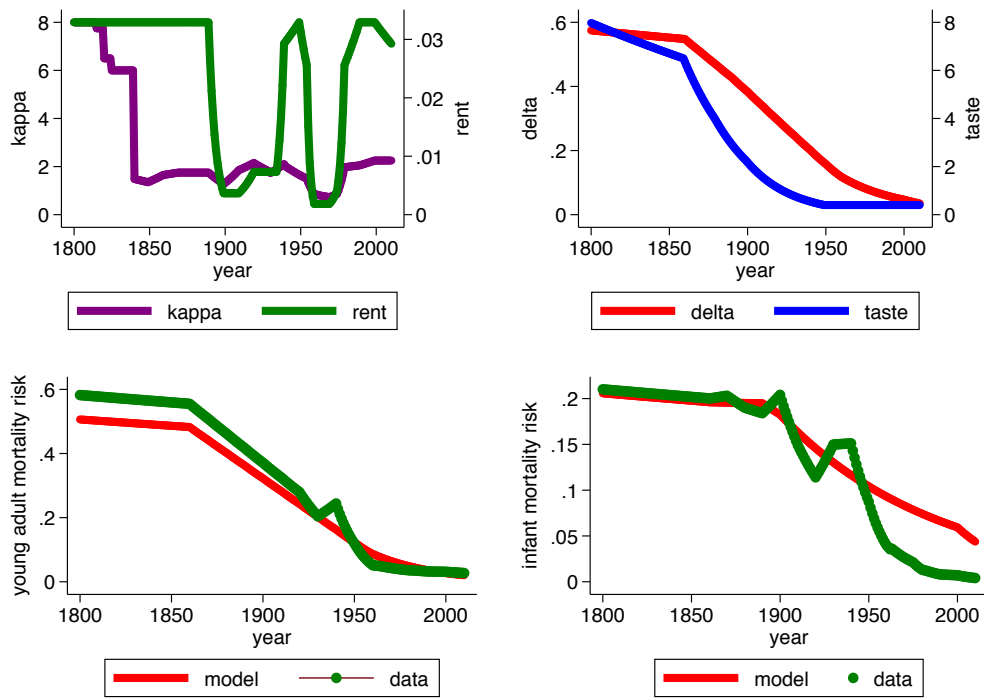 8
6
4
2
0
kappa
.03
.02
.01
0
rent
1800 1850 1900 1950 2000
year
kappa rent
.6
.4
.2
0
delta
8
6
4
2
0
taste
1800 1850 1900 1950 2000
year
delta taste
.6
.4
.2
0
young adult mortality risk
1800 1850 1900 1950 2000
year
model data
.2
.15
.1
.05
0
infant mortality risk
1800 1850 1900 1950 2000
year
model data